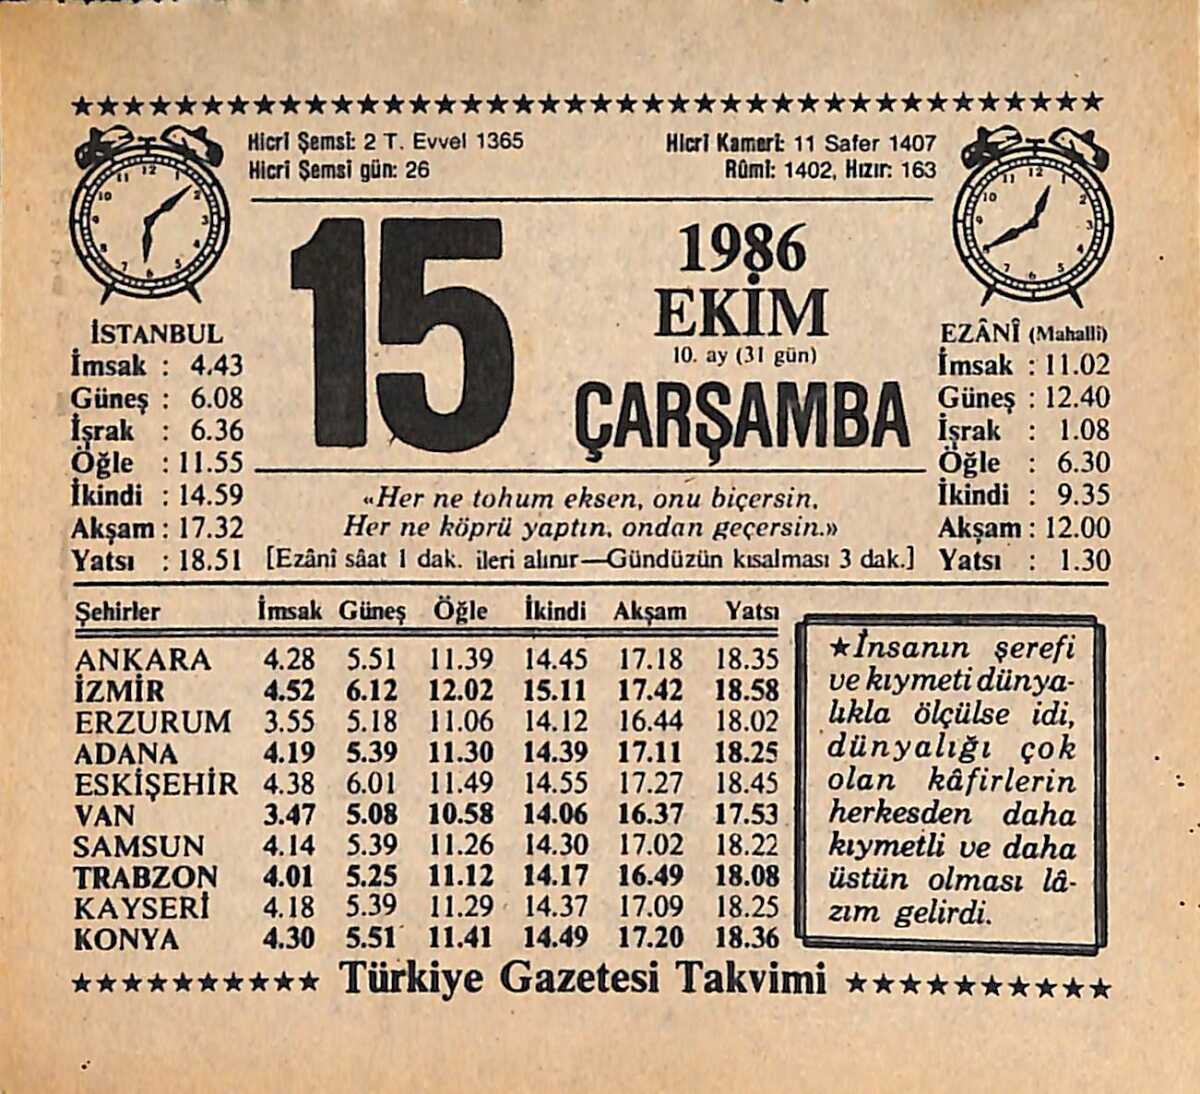 Hicrî Şemsî: 2 T. Evvel 1365
Hicrî Şemsî gün: 26
Hicrî Kamerî: 11 Safer 1407
Rûmî: 1402, Hızır: 163
15
1986
EKİM
10. ay (31 gün)
ÇARŞAMBA
İSTANBUL
İmsak : 4.43
Güneş : 6.08
İşrak : 6.36
Öğle : 11.55
İkindi : 14.59
Akşam : 17.32
Yatsı : 18.51
EZÂNÎ (Mahallî)
İmsak : 11.02
Güneş : 12.40
İşrak : 1.08
Öğle : 6.30
İkindi : 9.35
Akşam : 12.00
Yatsı : 1.30
«Her ne tohum eksen, onu biçersin,
Her ne köprü yaptın, ondan geçersin.»
[Ezânî sâat 1 dak. ileri alınır—Gündüzün kısalması 3 dak.]
Şehirler İmsak Güneş Öğle İkindi Akşam Yatsı
ANKARA 4.28 5.51 11.39 14.45 17.18 18.35
İZMİR 4.52 6.12 12.02 15.11 17.42 18.58
ERZURUM 3.55 5.18 11.06 14.12 16.44 18.02
ADANA 4.19 5.39 11.30 14.39 17.11 18.25
ESKİŞEHİR 4.38 6.01 11.49 14.55 17.27 18.45
VAN 3.47 5.08 10.58 14.06 16.37 17.53
SAMSUN 4.14 5.39 11.26 14.30 17.02 18.22
TRABZON 4.01 5.25 11.12 14.17 16.49 18.08
KAYSERİ 4.18 5.39 11.29 14.37 17.09 18.25
KONYA 4.30 5.51 11.41 14.49 17.20 18.36
★İnsanın şerefi
ve kıymeti dünya-
lıkla ölçülse idi,
dünyalığı çok
olan kâfirlerin
herkesden daha
kıymetli ve daha
üstün olması lâ-
zım gelirdi.
Türkiye Gazetesi Takvimi